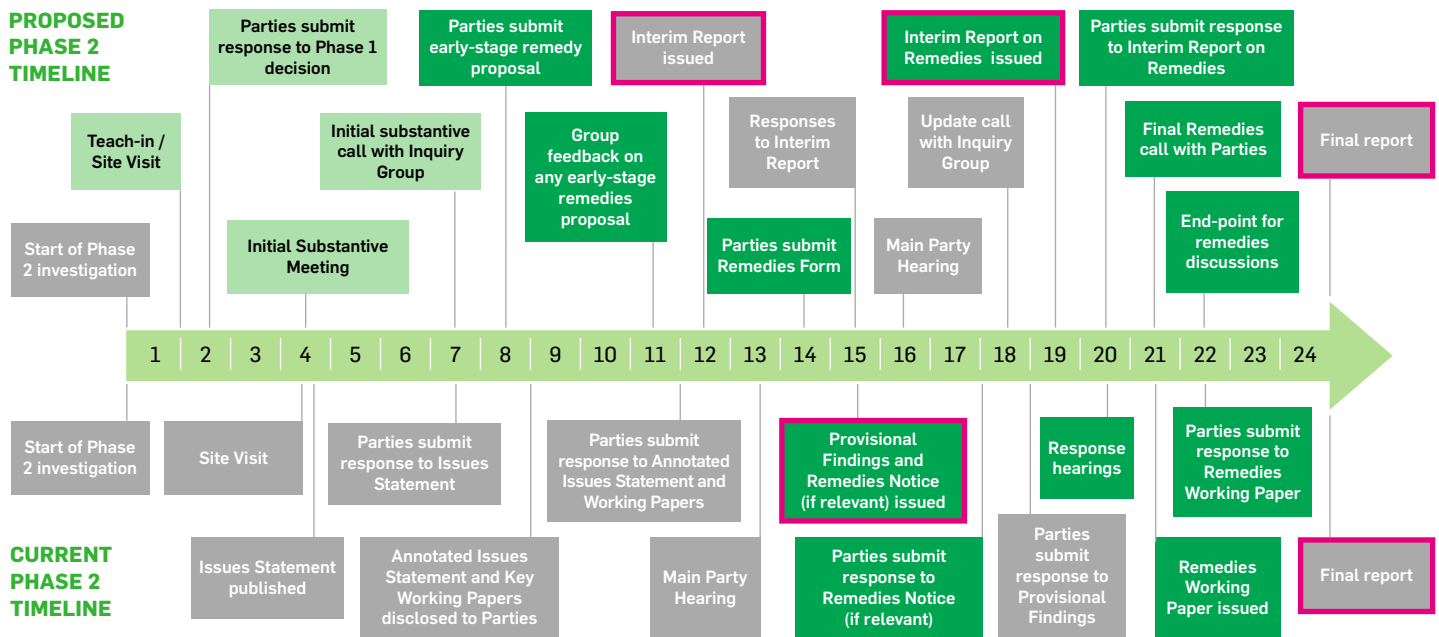 PROPOSED
PHASE 2
TIMELINE
Parties submit
response to Phase 1
decision
Parties submit
early-stage remedy
proposal
Interim Report
issued
Interim Report on
Remedies issued
Parties submit response
to Interim Report on
Remedies
Teach-in /
Site Visit
Initial substantive
call with Inquiry
Group
Group
feedback on
any early-stage
remedies
proposal
Responses
to Interim
Report
Update call
with Inquiry
Group
Final Remedies
call with Parties
Final report
Start of Phase
2 investigation
Initial Substantive
Meeting
Parties submit
Remedies Form
Main Party
Hearing
End-point for
remedies
discussions
1 2 3 4 5 6 7 8 9 10 11 12 13 14 15 16 17 18 19 20 21 22 23 24
Start of Phase
2 investigation
Site Visit
Parties submit
response to Issues
Statement
Parties submit
response to Annotated
Issues Statement and
Working Papers
Provisional
Findings and
Remedies Notice
(if relevant) issued
Response
hearings
Parties submit
response to
Remedies
Working Paper
CURRENT
PHASE 2
TIMELINE
Issues Statement
published
Annotated Issues
Statement and Key
Working Papers
disclosed to Parties
Main Party
Hearing
Parties submit
response to
Remedies Notice
(if relevant)
Parties
submit
response to
Provisional
Findings
Remedies
Working
Paper issued
Final report